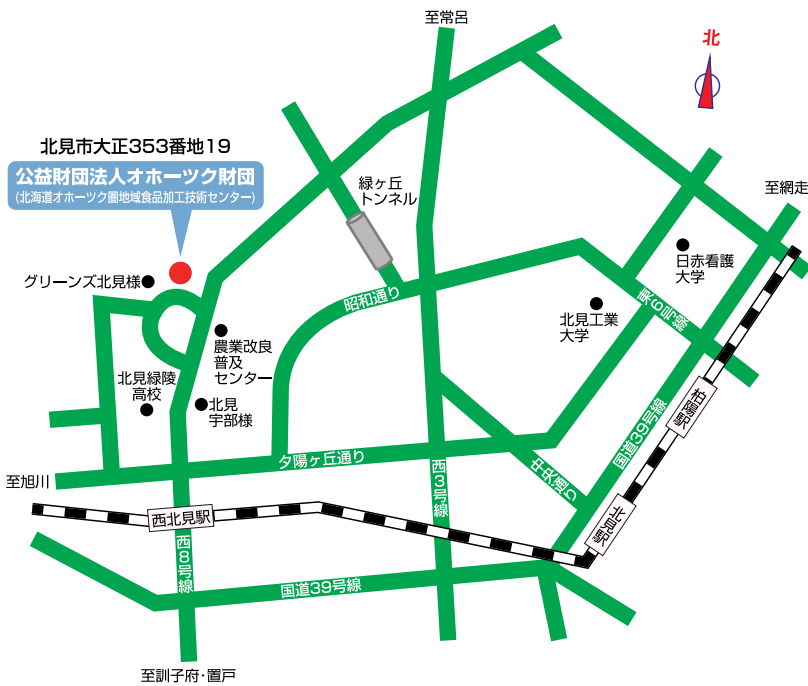 至常呂
北
北見市大正353番地19
公益財団法人オホーツク財団
(北海道オホーツク圏地域食品加工技術センター)
緑ヶ丘
トンネル
至網走
日赤看護
大学
グリーンズ北見様
昭和通り
東6号線
北見工業
大学
農業改良
普及
センター
北見緑陵
高校
北見
宇部様
柏陽駅
国道39号線
夕陽ヶ丘通り
中央通り
西3号線
至旭川
西北見駅
北見駅
西8号線
国道39号線
至訓子府・置戸